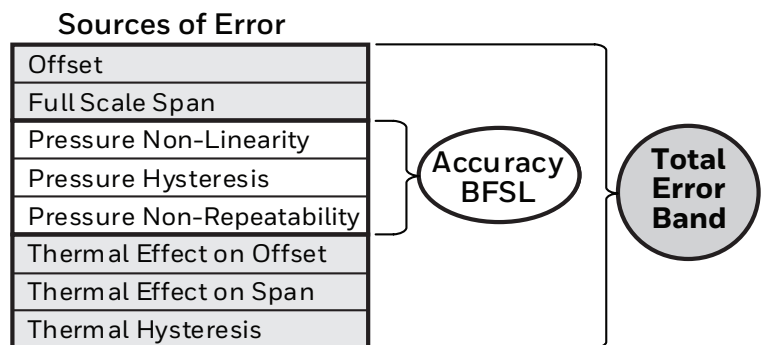 Sources of Error
Offset
Full Scale Span
Pressure Non-Linearity
Pressure Hysteresis
Pressure Non-Repeatability
Thermal Effect on Offset
Thermal Effect on Span
Thermal Hysteresis
Accuracy
BFSL
Total
Error
Band